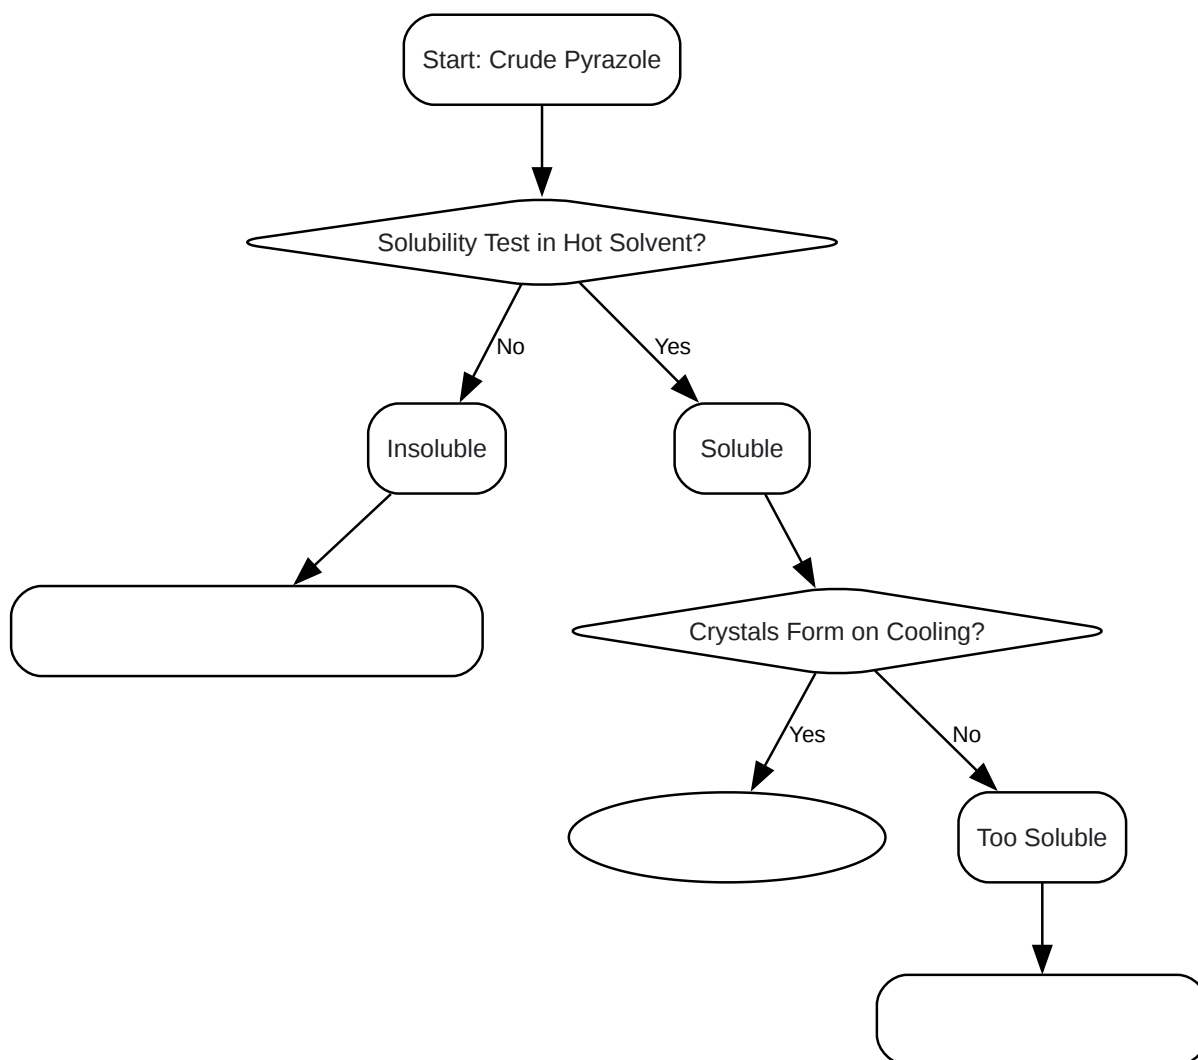 Start: Crude Pyrazole
Solubility Test in Hot Solvent?
No
Yes
Insoluble
Soluble
Crystals Form on Cooling?
Yes
No
Too Soluble